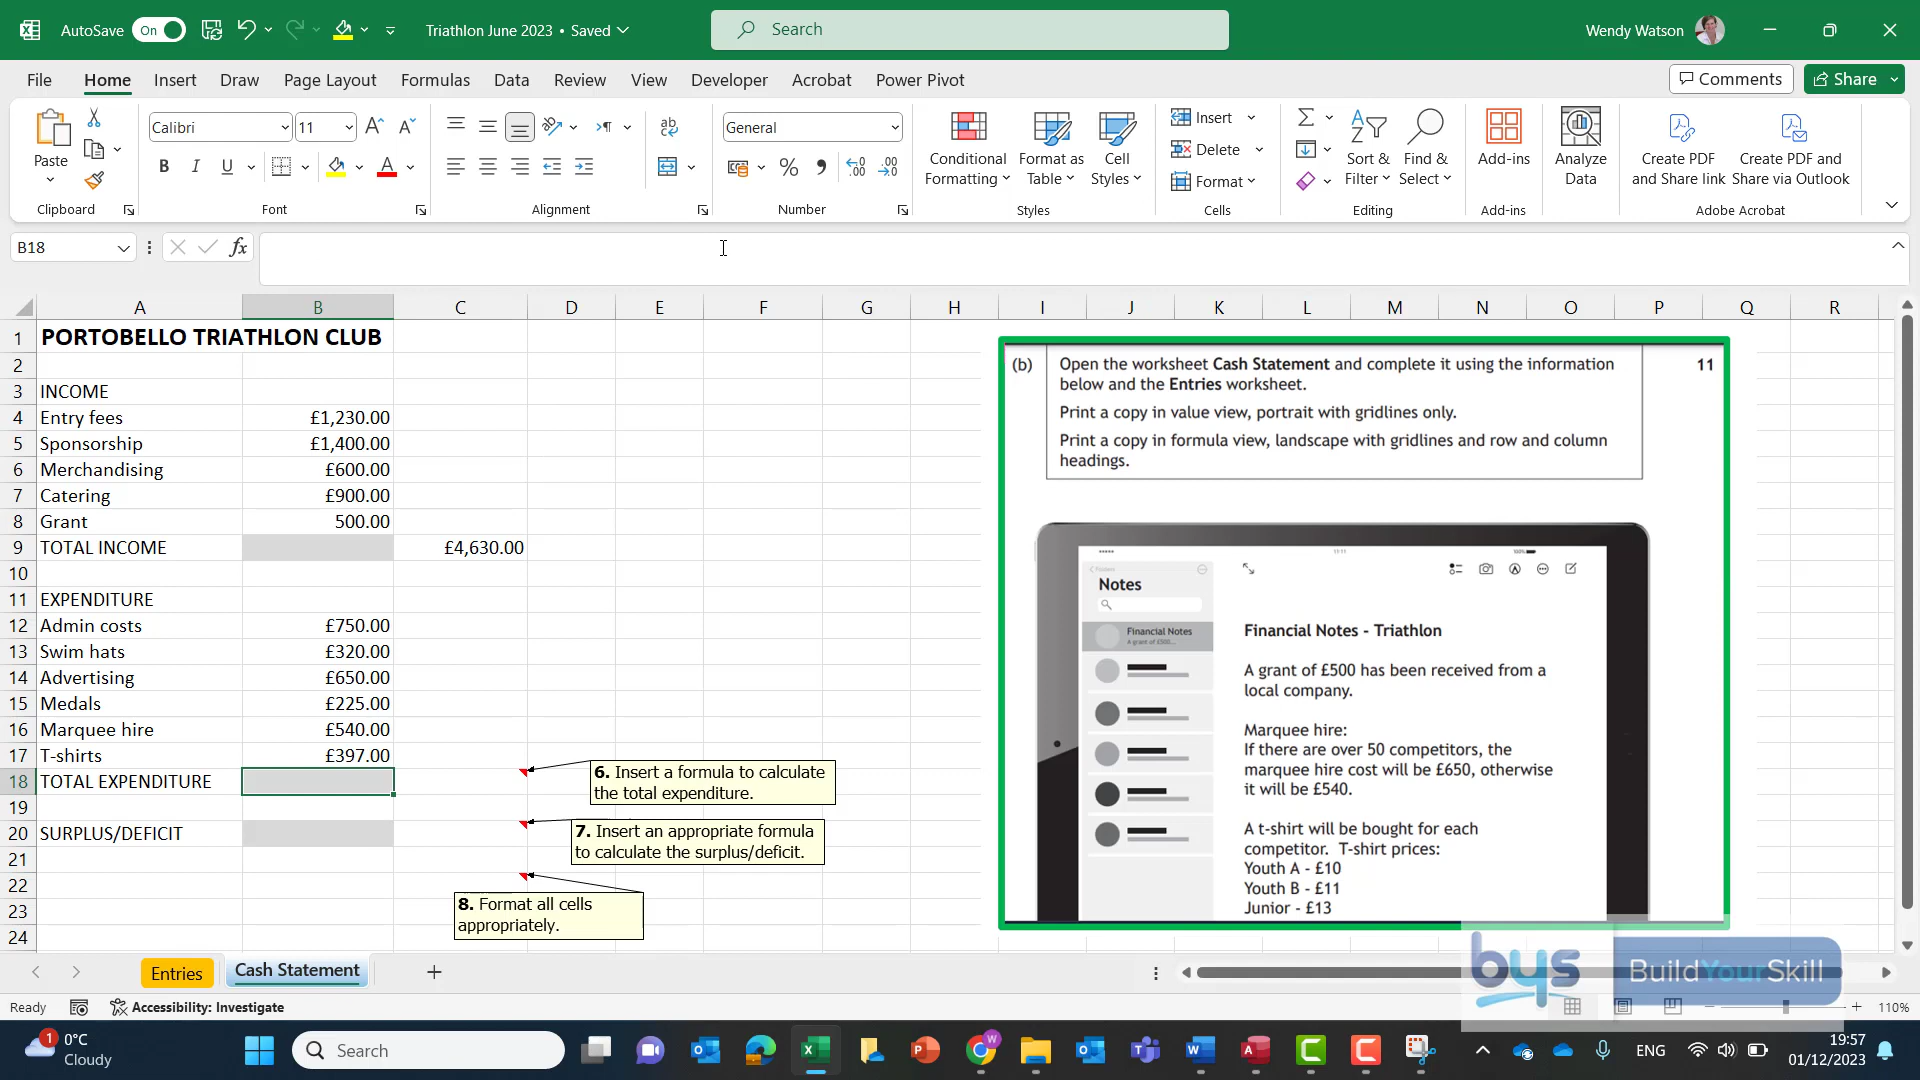 AutoSave On
Triathlon June 2023 • Saved
Search
Wendy Watson
File Home Insert Draw Page Layout Formulas Data Review View Developer Acrobat Power Pivot
Comments Share
Paste
Calibri 11
General
Conditional Formatting
Format as Table
Cell Styles
Insert
Delete
Format
Sort & Filter
Find & Select
Add-ins
Analyze Data
Create PDF and Share link
Create PDF and Share via Outlook
Clipboard Font Alignment Number Styles Cells Editing Add-ins Adobe Acrobat
B18 fx
A B C D E F G H I J K L M N O P Q R
1 PORTOBELLO TRIATHLON CLUB
2
3 INCOME
4 Entry fees £1,230.00
5 Sponsorship £1,400.00
6 Merchandising £600.00
7 Catering £900.00
8 Grant 500.00
9 TOTAL INCOME £4,630.00
10
11 EXPENDITURE
12 Admin costs £750.00
13 Swim hats £320.00
14 Advertising £650.00
15 Medals £225.00
16 Marquee hire £540.00
17 T-shirts £397.00
18 TOTAL EXPENDITURE
19
20 SURPLUS/DEFICIT
21
22
23
24
6. Insert a formula to calculate
the total expenditure.
7. Insert an appropriate formula
to calculate the surplus/deficit.
8. Format all cells
appropriately.
(b) Open the worksheet Cash Statement and complete it using the information 11
below and the Entries worksheet.
Print a copy in value view, portrait with gridlines only.
Print a copy in formula view, landscape with gridlines and row and column
headings.
11:11 100%
Folders
Notes
Financial Notes
A grant of £500...
Financial Notes - Triathlon
A grant of £500 has been received from a
local company.
Marquee hire:
If there are over 50 competitors, the
marquee hire cost will be £650, otherwise
it will be £540.
A t-shirt will be bought for each
competitor. T-shirt prices:
Youth A - £10
Youth B - £11
Junior - £13
bys BuildYourSkill
Entries Cash Statement
Ready Accessibility: Investigate 110%
1 0°C
Cloudy
Search
ENG
19:57
01/12/2023